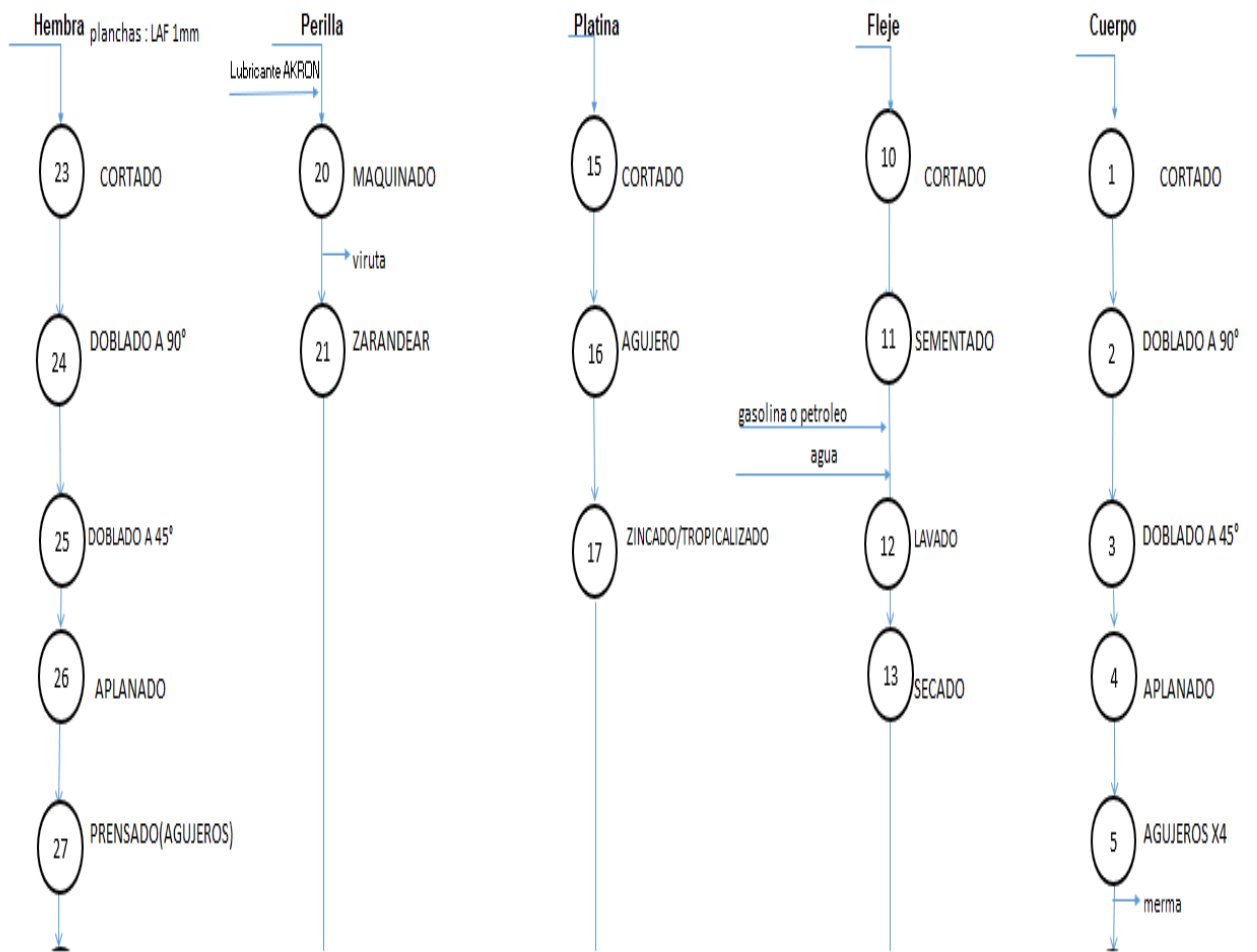 Hembra planchas : LAF 1mm
23 CORTADO
24 DOBLADO A 90°
25 DOBLADO A 45°
26 APLANADO
27 PRENSADO(AGUJEROS)
Perilla
Lubricante AKRON
20 MAQUINADO
viruta
21 ZARANDEAR
Platina
15 CORTADO
16 AGUJERO
17 ZINCADO/TROPICALIZADO
Fleje
10 CORTADO
11 SEMENTADO
gasolina o petroleo
agua
12 LAVADO
13 SECADO
Cuerpo
1 CORTADO
2 DOBLADO A 90°
3 DOBLADO A 45°
4 APLANADO
5 AGUJEROS X4
merma